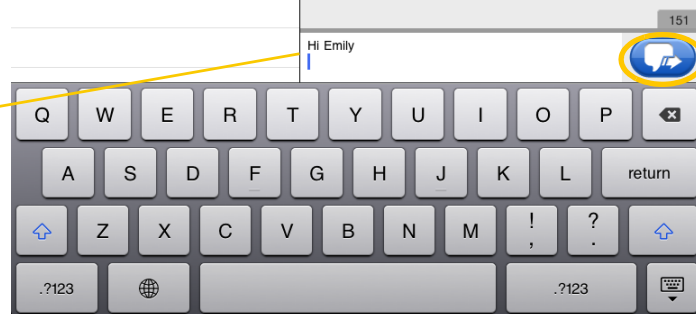 151
Hi Emily
Q W E R T Y U I O P
A S D F G H J K L return
Z X C V B N M ! , ? .
.?123 .?123